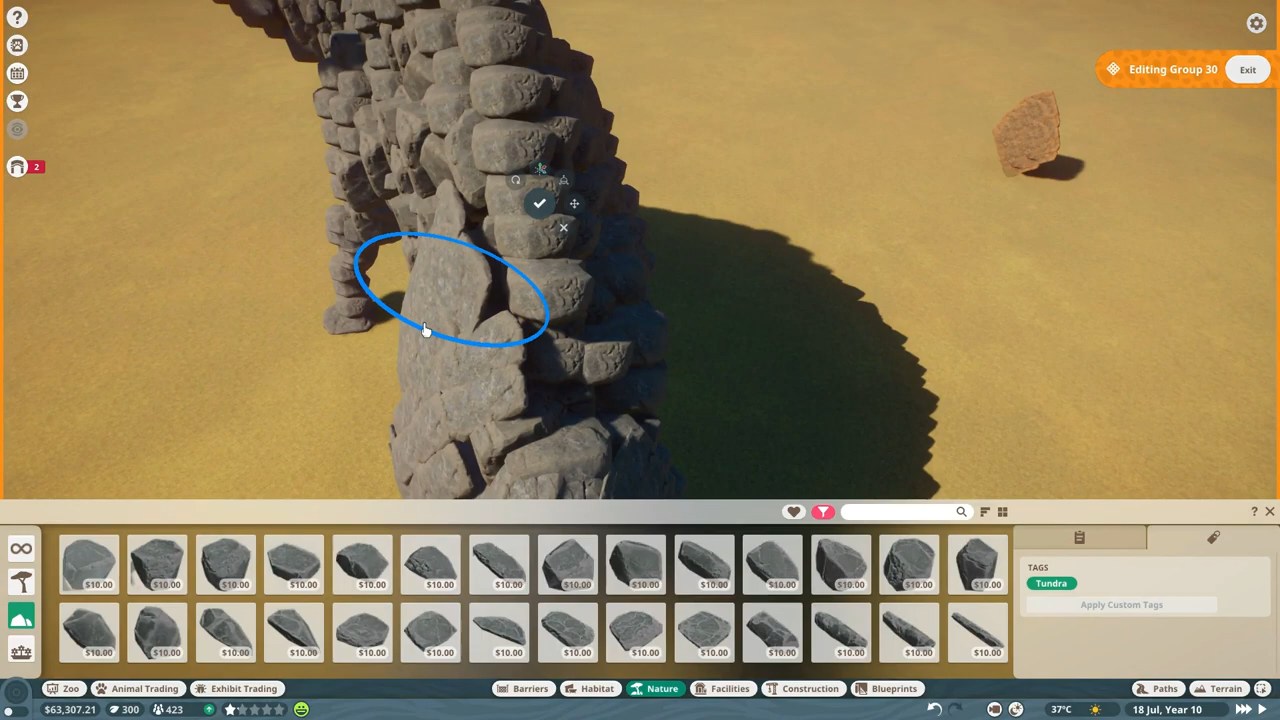 ?
Editing Group 30
Exit
2
?
$10.00 $10.00 $10.00 $10.00 $10.00 $10.00 $10.00 $10.00 $10.00 $10.00 $10.00 $10.00 $10.00 $10.00
$10.00 $10.00 $10.00 $10.00 $10.00 $10.00 $10.00 $10.00 $10.00 $10.00 $10.00 $10.00 $10.00 $10.00
TAGS
Tundra
Apply Custom Tags
Zoo Animal Trading Exhibit Trading Barriers Habitat Nature Facilities Construction Blueprints Paths Terrain
$63,307.21 300 423 37°C 18 Jul, Year 10